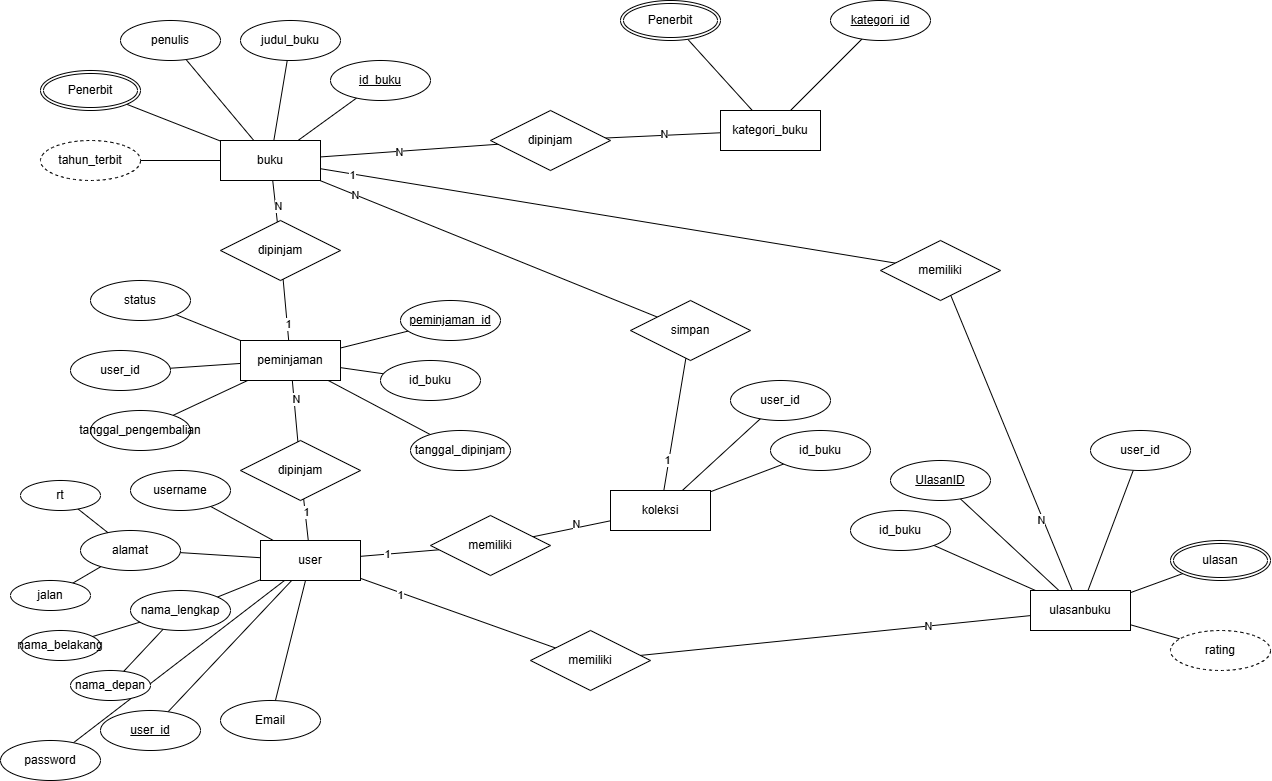 Penerbit
kategori_id
penulis
judul_buku
id_buku
Penerbit
kategori_buku
dipinjam
N
N
tahun_terbit
buku
1
N
N
dipinjam
memiliki
status
peminjaman_id
1
simpan
peminjaman
user_id
id_buku
N
user_id
tanggal_pengembalian
tanggal_dipinjam
id_buku
dipinjam
1
user_id
username
UlasanID
rt
koleksi
1
N
N
id_buku
memiliki
alamat
1
user
ulasan
jalan
1
nama_lengkap
ulasanbuku
N
nama_belakang
memiliki
rating
nama_depan
user_id
Email
password